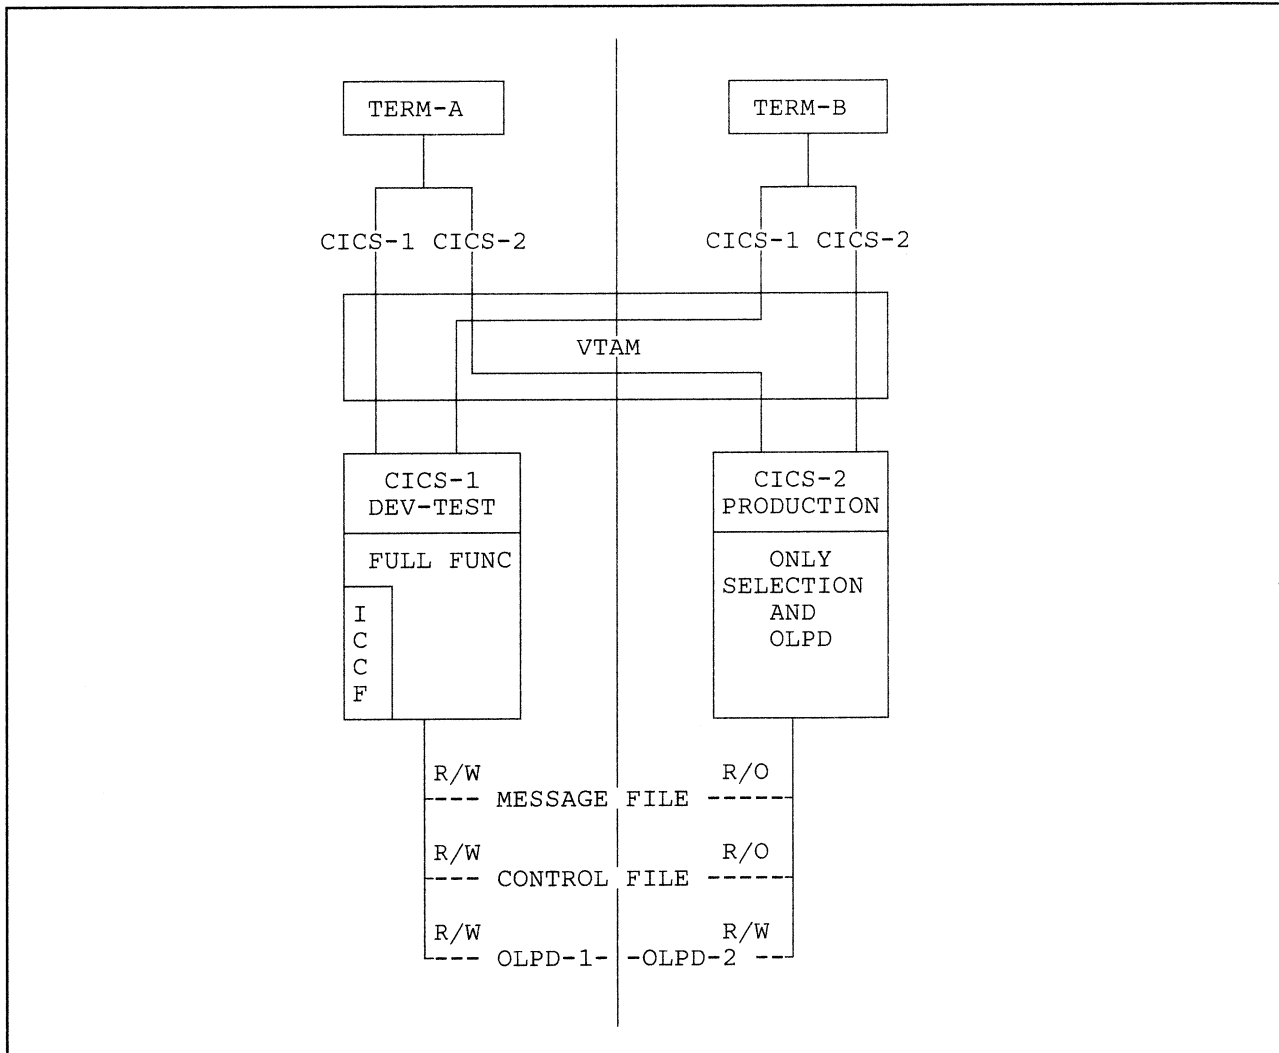 TERM-A TERM-B
CICS-1 CICS-2 CICS-1 CICS-2
VTAM
CICS-1
DEV-TEST
FULL FUNC
I
C
C
F
CICS-2
PRODUCTION
ONLY
SELECTION
AND
OLPD
R/W R/O
MESSAGE FILE
R/W R/O
CONTROL FILE
R/W R/W
OLPD-1- -OLPD-2